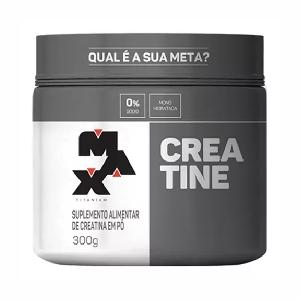 QUAL É A SUA META?
0%
SÓDIO
MONO
HIDRATADA
MAX
TITANIUM
CREA
TINE
SUPLEMENTO ALIMENTAR
DE CREATINA EM PÓ
300g